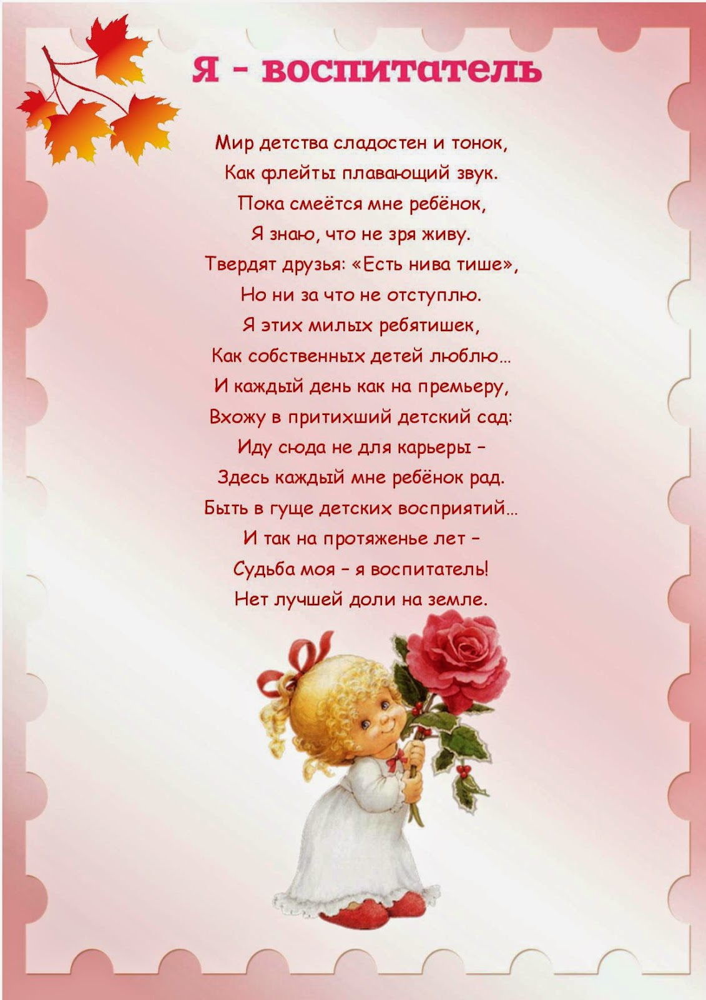 Я - воспитатель
Мир детства сладостен и тонок,
Как флейты плавающий звук.
Пока смеётся мне ребёнок,
Я знаю, что не зря живу.
Твердят друзья: «Есть нива тише»,
Но ни за что не отступлю.
Я этих милых ребятишек,
Как собственных детей люблю…
И каждый день как на премьеру,
Вхожу в притихший детский сад:
Иду сюда не для карьеры –
Здесь каждый мне ребёнок рад.
Быть в гуще детских восприятий…
И так на протяженье лет –
Судьба моя – я воспитатель!
Нет лучшей доли на земле.